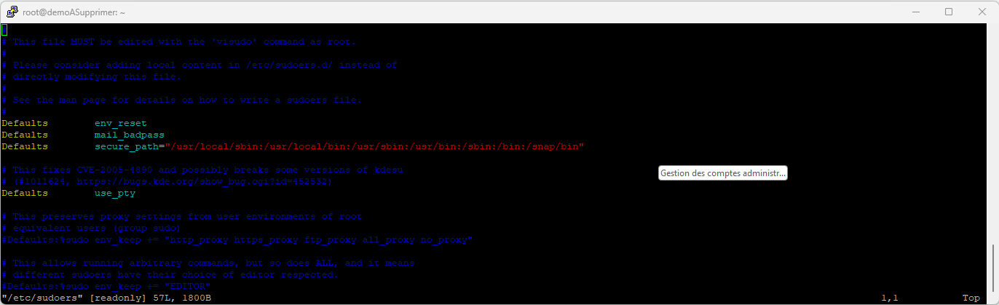 root@demoASupprimer: ~
#
# This file MUST be edited with the 'visudo' command as root.
#
# Please consider adding local content in /etc/sudoers.d/ instead of
# directly modifying this file.
#
# See the man page for details on how to write a sudoers file.
#
Defaults        env_reset
Defaults        mail_badpass
Defaults        secure_path="/usr/local/sbin:/usr/local/bin:/usr/sbin:/usr/bin:/sbin:/bin:/snap/bin"
# This fixes CVE-2005-4890 and possibly breaks some versions of kdesu
# (#1011624, https://bugs.kde.org/show_bug.cgi?id=452532)
Gestion des comptes administr...
Defaults        use_pty
# This preserves proxy settings from user environments of root
# equivalent users (group sudo)
#Defaults:%sudo env_keep += "http_proxy https_proxy ftp_proxy all_proxy no_proxy"
# This allows running arbitrary commands, but so does ALL, and it means
# different sudoers have their choice of editor respected.
#Defaults:%sudo env_keep += "EDITOR"
"/etc/sudoers" [readonly] 57L, 1800B 1,1 Top